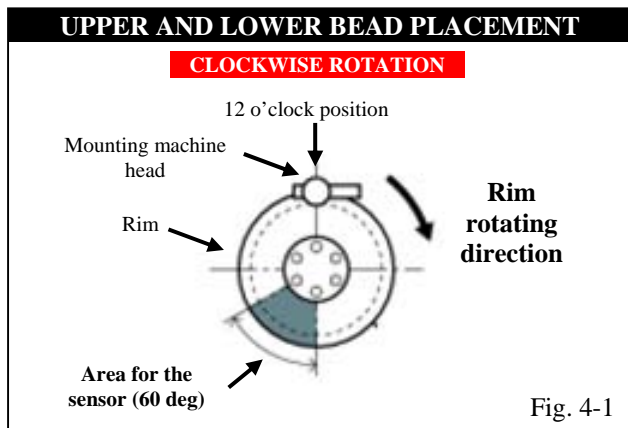 UPPER AND LOWER BEAD PLACEMENT
CLOCKWISE ROTATION
12 o'clock position
Mounting machine
head
Rim
Rim
rotating
direction
Area for the
sensor (60 deg)
Fig. 4-1